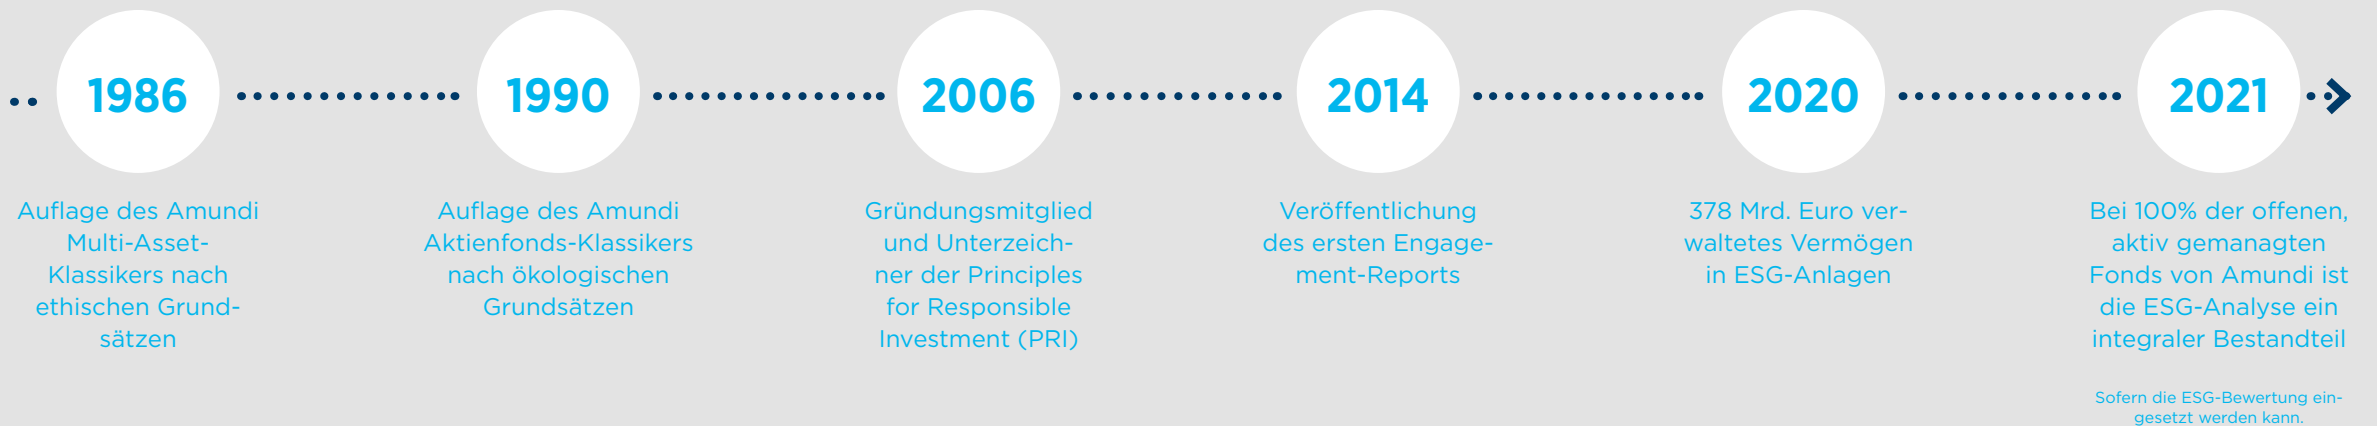 1986
Auflage des Amundi
Multi-Asset-
Klassikers nach
ethischen Grund-
sätzen
1990
Auflage des Amundi
Aktienfonds-Klassikers
nach ökologischen
Grundsätzen
2006
Gründungsmitglied
und Unterzeich-
ner der Principles
for Responsible
Investment (PRI)
2014
Veröffentlichung
des ersten Engage-
ment-Reports
2020
378 Mrd. Euro ver-
waltetes Vermögen
in ESG-Anlagen
2021
Bei 100% der offenen,
aktiv gemanagten
Fonds von Amundi ist
die ESG-Analyse ein
integraler Bestandteil
Sofern die ESG-Bewertung ein-
gesetzt werden kann.